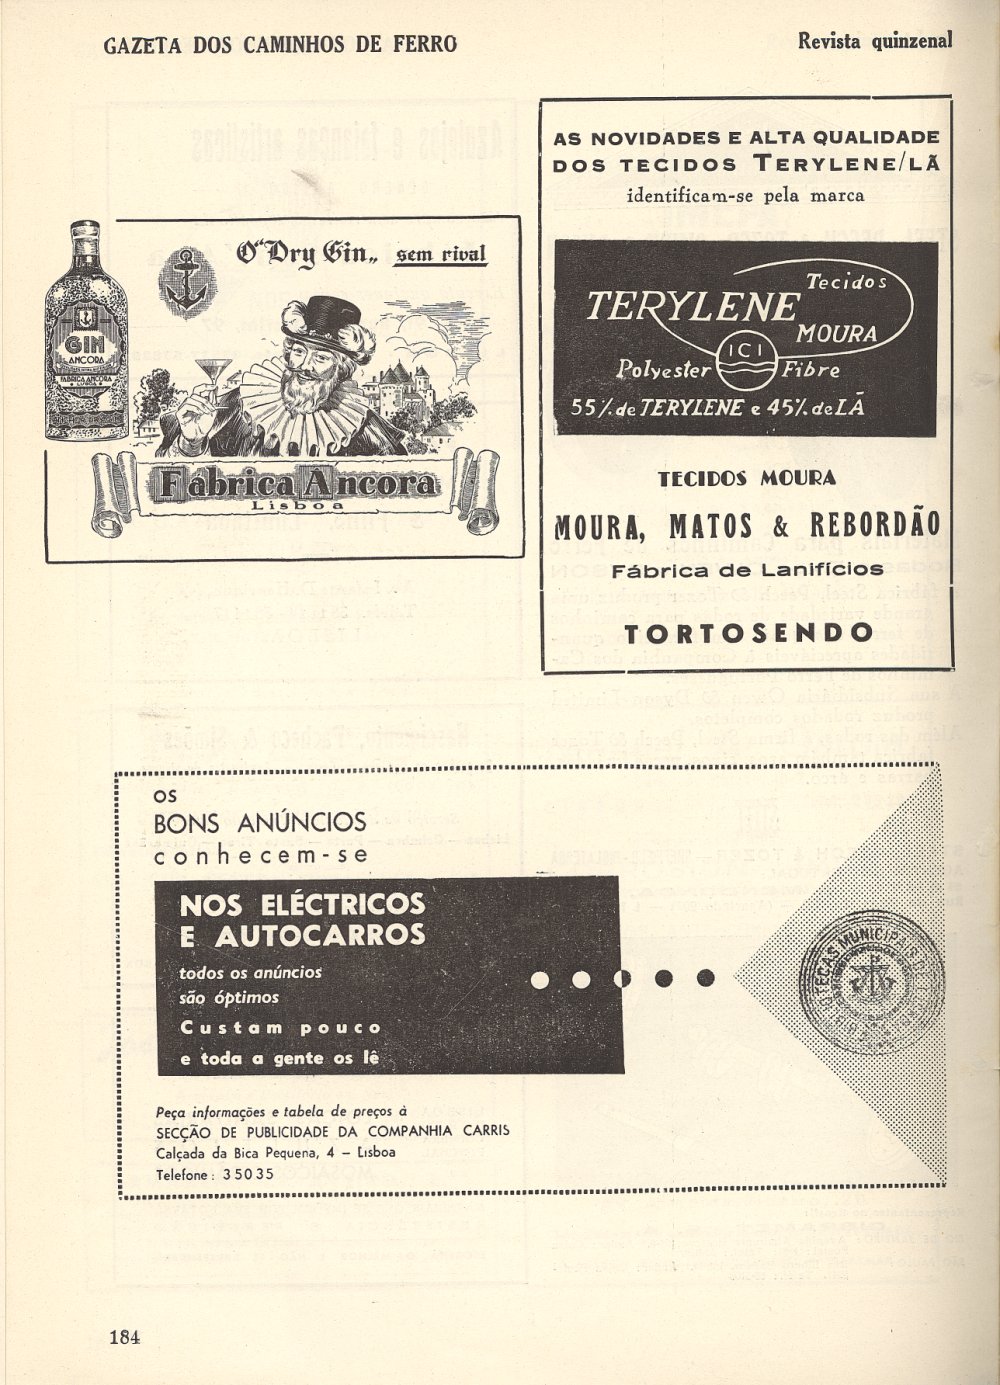 GAZETA DOS CAMINHOS DE FERRO
Revista quinzenal
O "Dry Gin„ sem rival
GIN
ANCORA
FABRICA ANCORA
LISBOA
Fábrica Ancora
Lisboa
AS NOVIDADES E ALTA QUALIDADE
DOS TECIDOS TERYLENE/LÃ
identificam-se pela marca
Tecidos
TERYLENE
MOURA
ICI
Polyester Fibre
55% de TERYLENE e 45% de LÃ
TECIDOS MOURA
MOURA, MATOS & REBORDÃO
Fábrica de Lanifícios
TORTOSENDO
OS
BONS ANÚNCIOS
conhecem-se
NOS ELÉCTRICOS
E AUTOCARROS
todos os anúncios
são óptimos
Custam pouco
e toda a gente os lê
Peça informações e tabela de preços à
SECÇÃO DE PUBLICIDADE DA COMPANHIA CARRIS
Calçada da Bica Pequena, 4 – Lisboa
Telefone: 35035
MUNICIPAIS
184